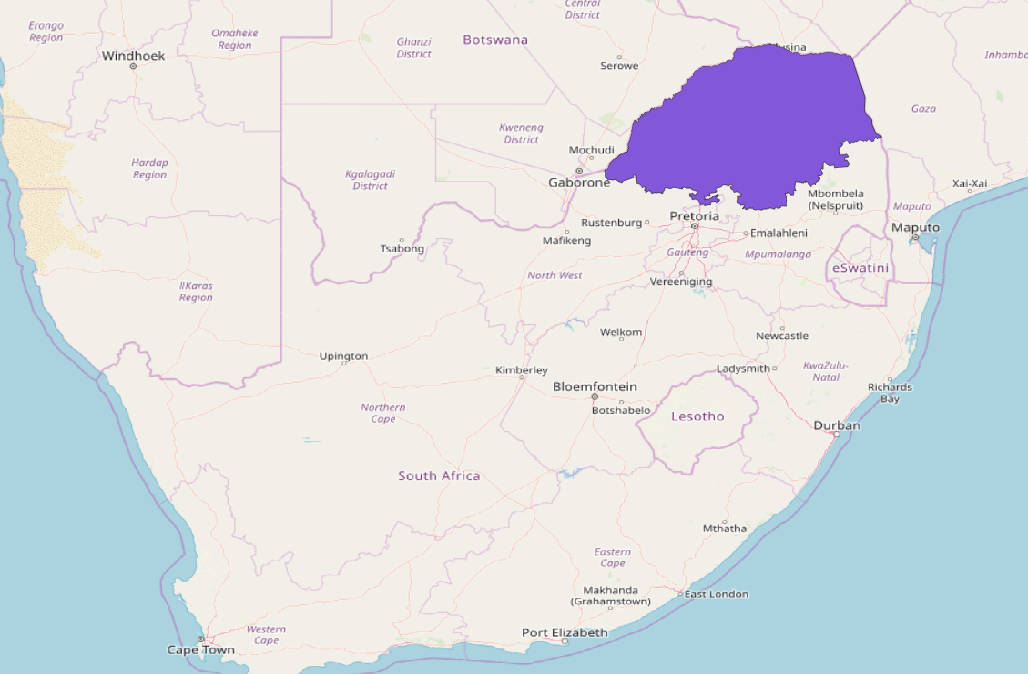 Central
District
Erongo
Region
Omaheke
Region
Ghanzi
District
Botswana
Windhoek
Serowe
Gaza
Kweneng
District
Mochudi
Hardap
Region
Kgalagadi
District
Gaborone
Xai-Xai
Mbombela
(Nelspruit)
Maputo
Rustenburg
Pretoria
Maputo
Emalahleni
Mafikeng
Tsabong
Gauteng
Mpumalanga
eSwatini
North West
Vereeniging
IlKaras
Region
Welkom
Newcastle
Upington
Kimberley
Ladysmith
KwaZulu-
Natal
Bloemfontein
Richards
Bay
Botshabelo
Northern
Cape
Lesotho
Durban
South Africa
Mthatha
Eastern
Cape
Makhanda
(Grahamstown)
East London
Port Elizabeth
Western
Cape
Cape Town